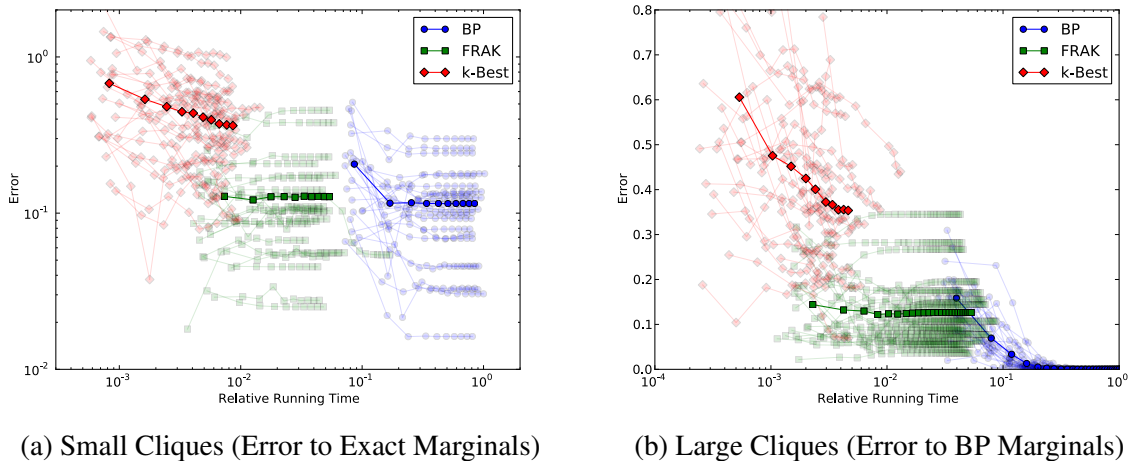 BP
FRAK
k-Best
10^0
10^-1
10^-2
Error
10^-3 10^-2 10^-1 10^0
Relative Running Time
(a) Small Cliques (Error to Exact Marginals)
BP
FRAK
k-Best
0.8
0.7
0.6
0.5
0.4
0.3
0.2
0.1
0.0
Error
10^-4 10^-3 10^-2 10^-1 10^0
Relative Running Time
(b) Large Cliques (Error to BP Marginals)